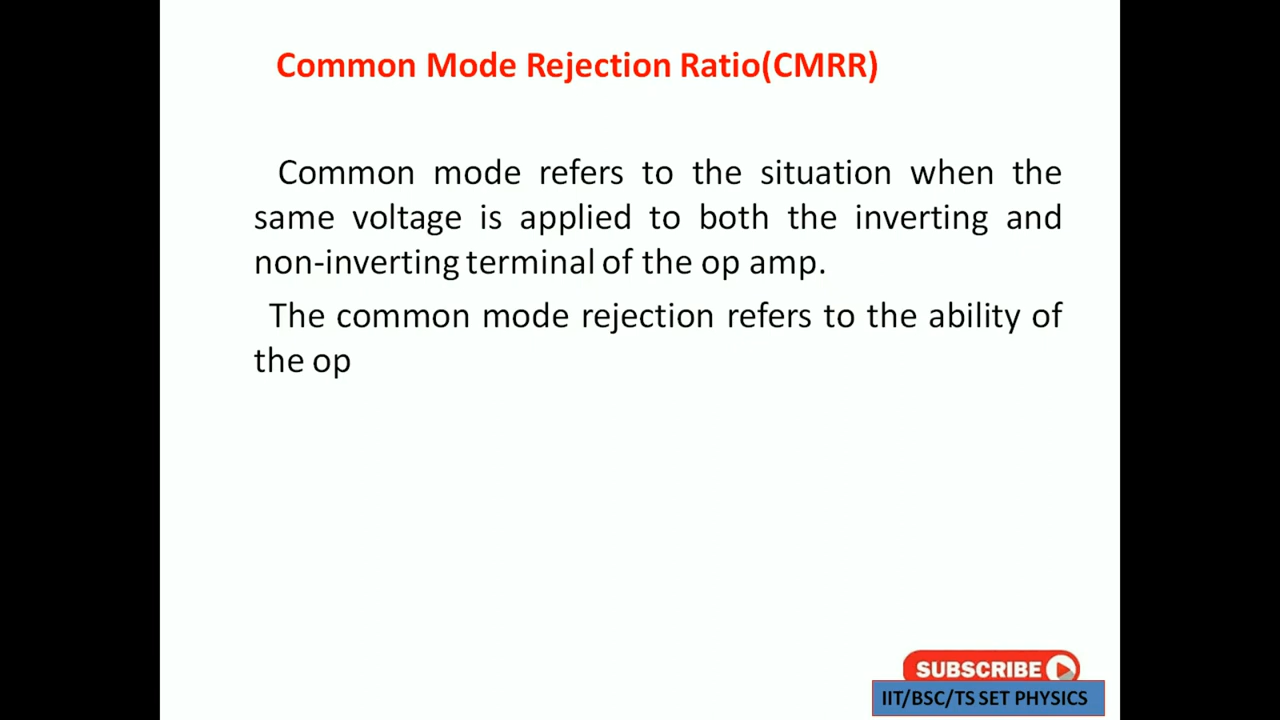 Common Mode Rejection Ratio(CMRR)
Common mode refers to the situation when the
same voltage is applied to both the inverting and
non-inverting terminal of the op amp.
The common mode rejection refers to the ability of
the op
SUBSCRIBE
IIT/BSC/TS SET PHYSICS